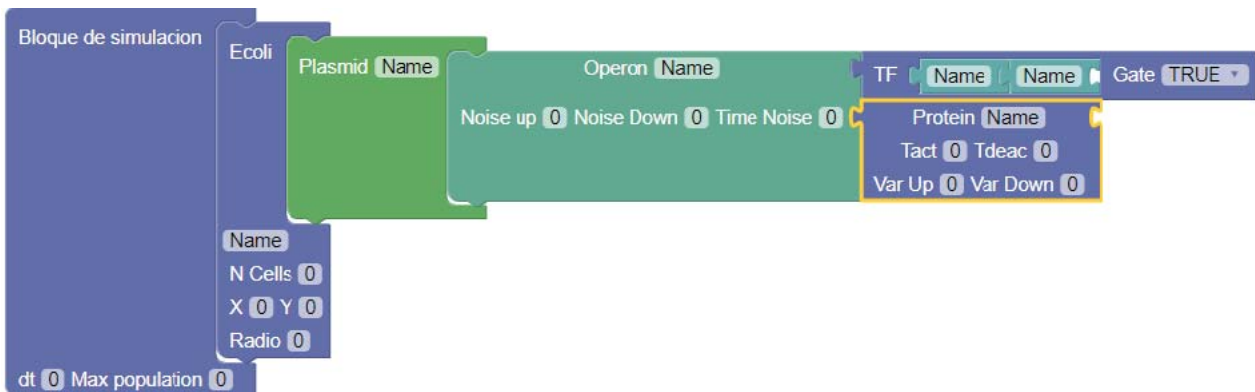 Bloque de simulacion
Ecoli
Plasmid Name
Operon Name
Noise up 0 Noise Down 0 Time Noise 0
TF Name Name Gate TRUE
Protein Name
Tact 0 Tdeac 0
Var Up 0 Var Down 0
Name
N Cells 0
X 0 Y 0
Radio 0
dt 0 Max population 0